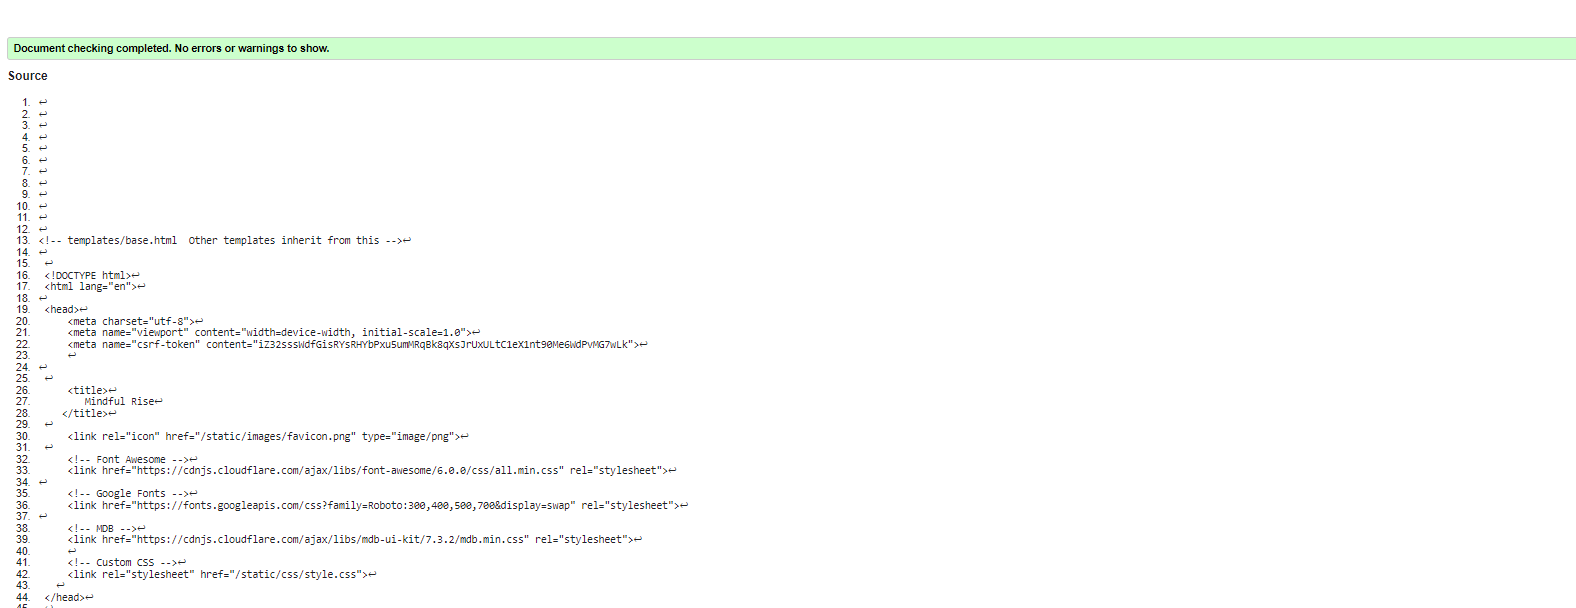 Document checking completed. No errors or warnings to show.
Source
1. ↩
2. ↩
3. ↩
4. ↩
5. ↩
6. ↩
7. ↩
8. ↩
9. ↩
10. ↩
11. ↩
12. ↩
13. <!-- templates/base.html  Other templates inherit from this -->↩
14. ↩
15. ↩
16. <!DOCTYPE html>↩
17. <html lang="en">↩
18. ↩
19. <head>↩
20. <meta charset="utf-8">↩
21. <meta name="viewport" content="width=device-width, initial-scale=1.0">↩
22. <meta name="csrf-token" content="iZ32sssWdfGisRYsRHYbPxu5umMRqBk8qXsJrUxULtC1eX1nt90Me6WdPvMG7wLk">↩
23. ↩
24. ↩
25. ↩
26. <title>↩
27. Mindful Rise↩
28. </title>↩
29. ↩
30. <link rel="icon" href="/static/images/favicon.png" type="image/png">↩
31. ↩
32. <!-- Font Awesome -->↩
33. <link href="https://cdnjs.cloudflare.com/ajax/libs/font-awesome/6.0.0/css/all.min.css" rel="stylesheet">↩
34. ↩
35. <!-- Google Fonts -->↩
36. <link href="https://fonts.googleapis.com/css?family=Roboto:300,400,500,700&display=swap" rel="stylesheet">↩
37. ↩
38. <!-- MDB -->↩
39. <link href="https://cdnjs.cloudflare.com/ajax/libs/mdb-ui-kit/7.3.2/mdb.min.css" rel="stylesheet">↩
40. ↩
41. <!-- Custom CSS -->↩
42. <link rel="stylesheet" href="/static/css/style.css">↩
43. ↩
44. </head>↩
45. ↩